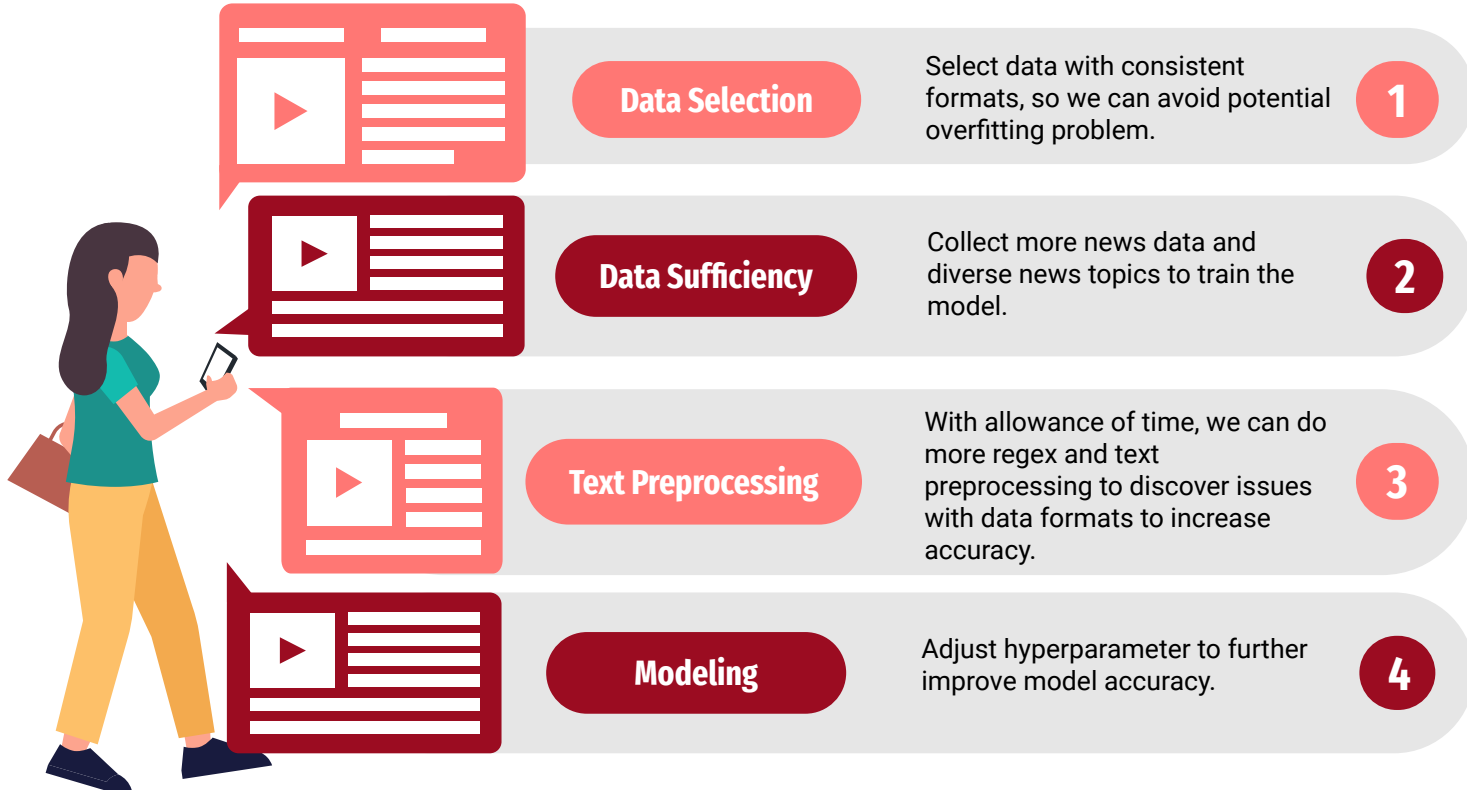 Data Selection
Select data with consistent
formats, so we can avoid potential
overfitting problem.
1
Data Sufficiency
Collect more news data and
diverse news topics to train the
model.
2
Text Preprocessing
With allowance of time, we can do
more regex and text
preprocessing to discover issues
with data formats to increase
accuracy.
3
Modeling
Adjust hyperparameter to further
improve model accuracy.
4